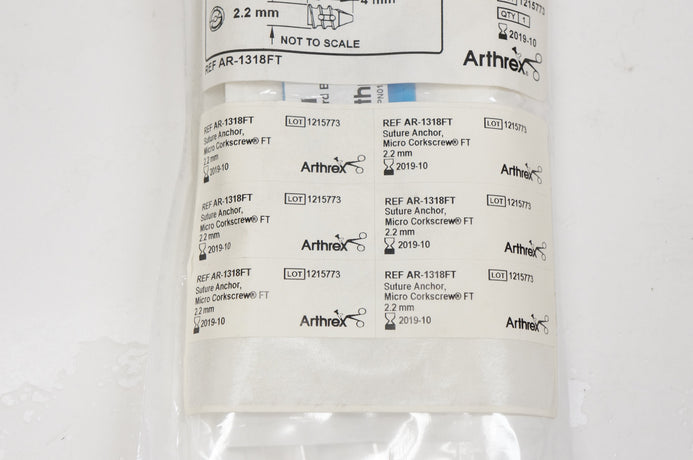 4 mm
2.2 mm
NOT TO SCALE
REF AR-1318FT
1215773
QTY 1
2019-10
Arthrex
REF AR-1318FT LOT 1215773
Suture Anchor,
Micro Corkscrew® FT
2.2 mm
2019-10
Arthrex
REF AR-1318FT LOT 1215773
Suture Anchor,
Micro Corkscrew® FT
2.2 mm
2019-10
Arthrex
REF AR-1318FT LOT 1215773
Suture Anchor,
Micro Corkscrew® FT
2.2 mm
2019-10
Arthrex
REF AR-1318FT LOT 1215773
Suture Anchor,
Micro Corkscrew® FT
2.2 mm
2019-10
Arthrex
REF AR-1318FT LOT 1215773
Suture Anchor,
Micro Corkscrew® FT
2.2 mm
2019-10
Arthrex
REF AR-1318FT LOT 1215773
Suture Anchor,
Micro Corkscrew® FT
2.2 mm
2019-10
Arthrex